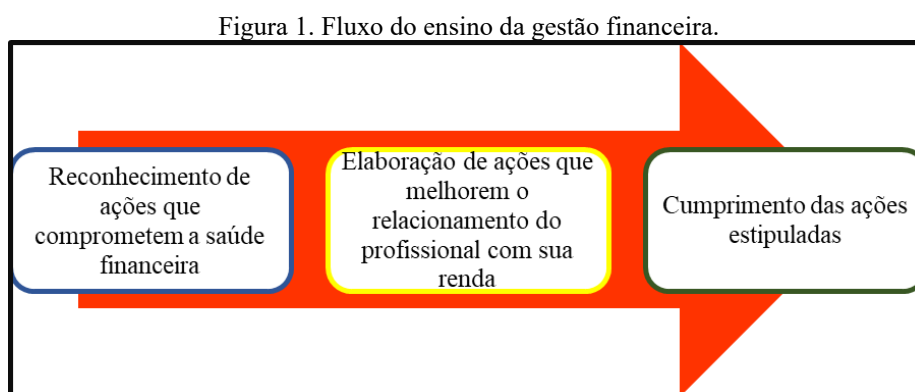 Figura 1. Fluxo do ensino da gestão financeira.
Reconhecimento de
ações que
comprometem a saúde
financeira
Elaboração de ações que
melhorem o
relacionamento do
profissional com sua
renda
Cumprimento das ações
estipuladas